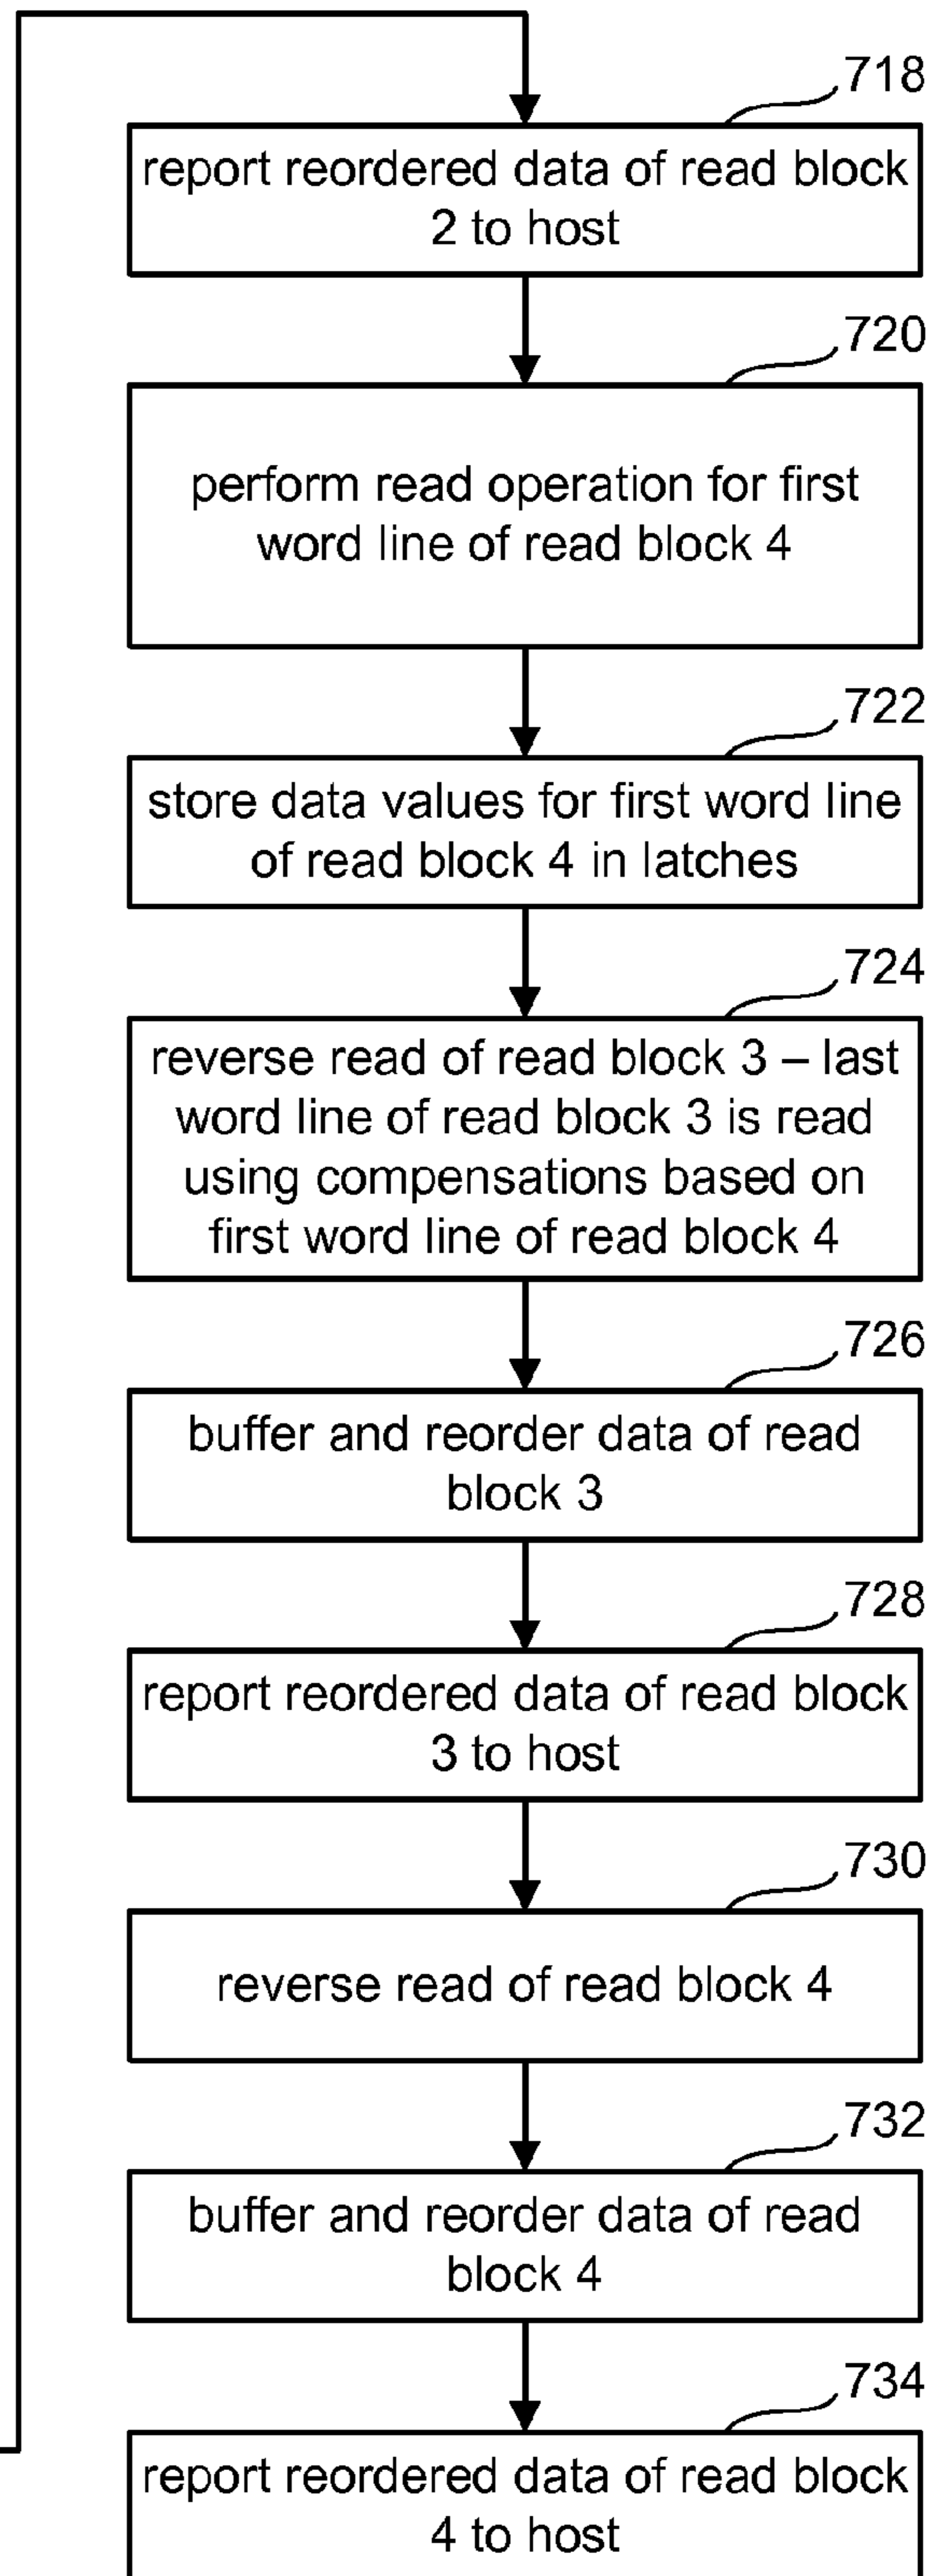 718
report reordered data of read block
2 to host
720
perform read operation for first
word line of read block 4
722
store data values for first word line
of read block 4 in latches
724
reverse read of read block 3 – last
word line of read block 3 is read
using compensations based on
first word line of read block 4
726
buffer and reorder data of read
block 3
728
report reordered data of read block
3 to host
730
reverse read of read block 4
732
buffer and reorder data of read
block 4
734
report reordered data of read block
4 to host